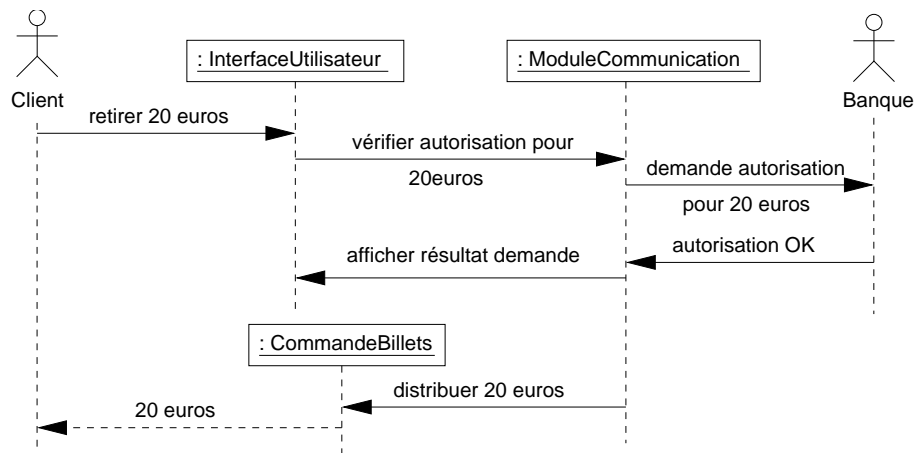 : InterfaceUtilisateur
: ModuleCommunication
Client
Banque
retirer 20 euros
vérifier autorisation pour
20euros
demande autorisation
pour 20 euros
autorisation OK
afficher résultat demande
: CommandeBillets
distribuer 20 euros
20 euros